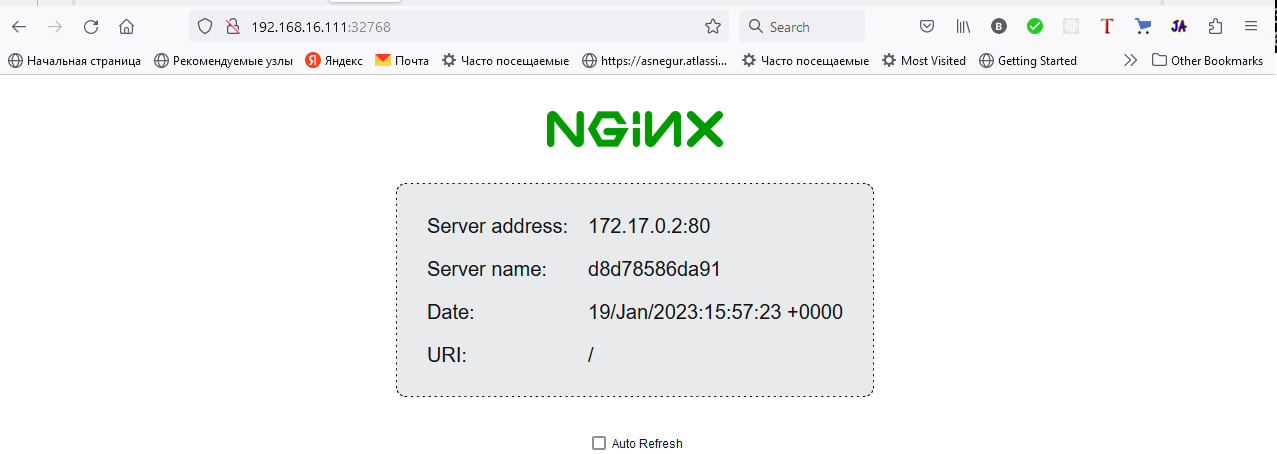 192.168.16.111:32768 Search
Начальная страница Рекомендуемые узлы Яндекс Почта Часто посещаемые https://asnegur.atlassi... Часто посещаемые Most Visited Getting Started Other Bookmarks
NGiNX
Server address: 172.17.0.2:80
Server name: d8d78586da91
Date: 19/Jan/2023:15:57:23 +0000
URI: /
Auto Refresh